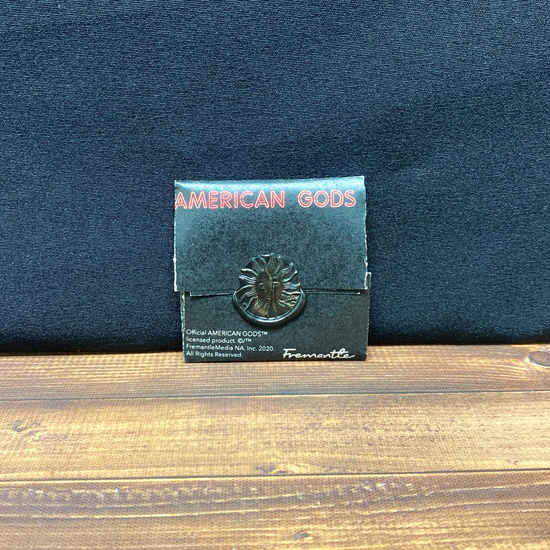 AMERICAN GODS
Official AMERICAN GODS™
licensed product. ©/™
FremantleMedia NA, Inc. 2020.
All Rights Reserved.
Fremantle